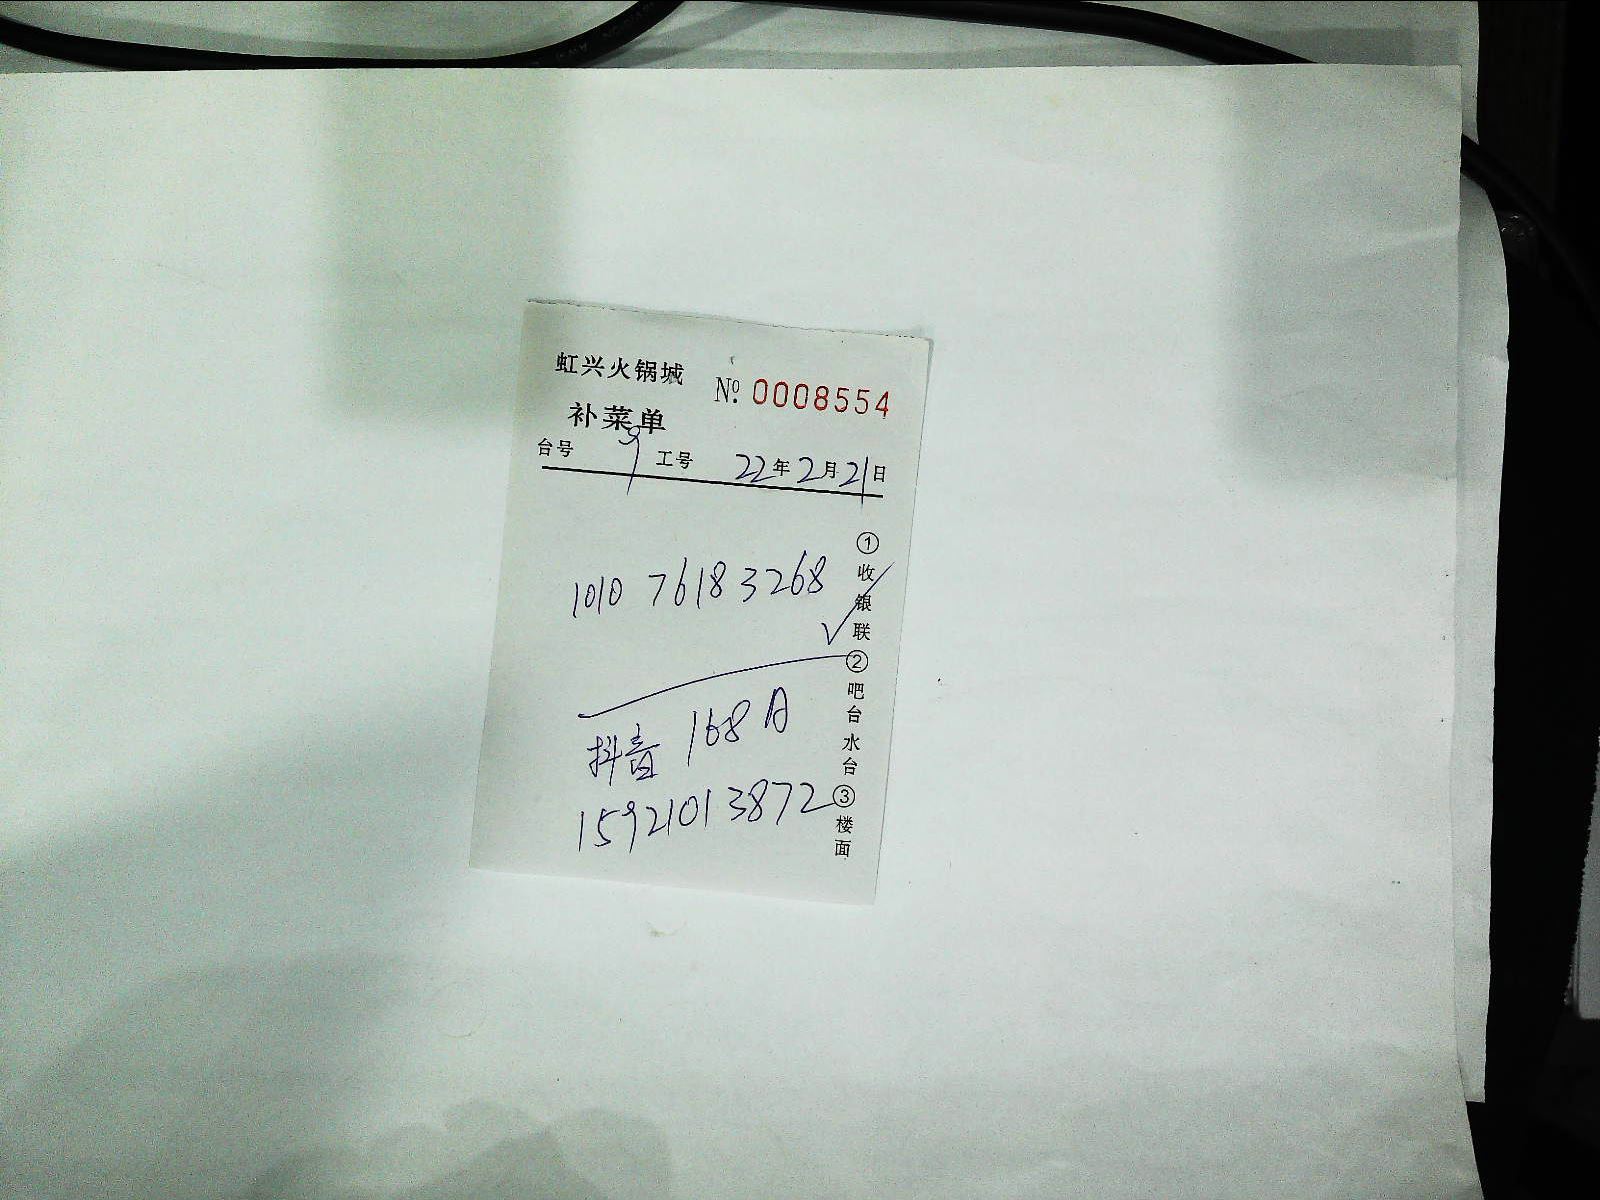 虹兴火锅城 № 0008554
补菜单
台号 9 工号 22年2月21日
1010 7618 3268
抖音 168 A
15921013872
①收银联②吧台水台③楼面